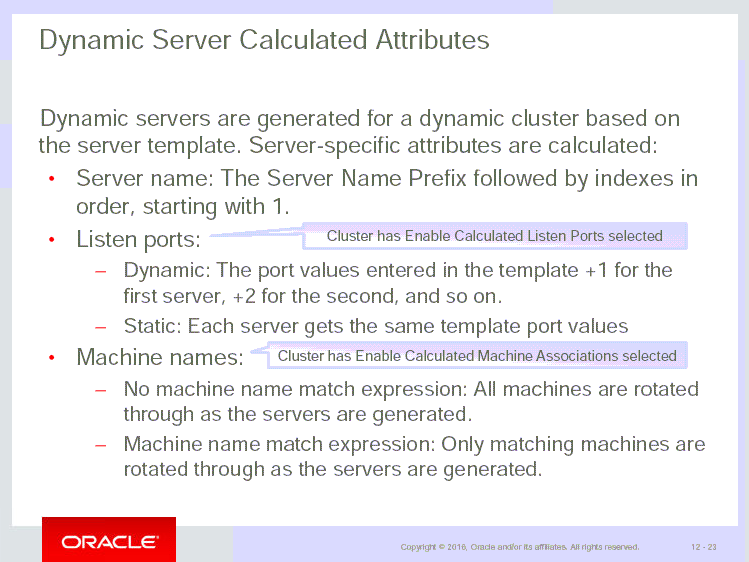 Dynamic Server Calculated Attributes
Dynamic servers are generated for a dynamic cluster based on
the server template. Server-specific attributes are calculated:
• Server name: The Server Name Prefix followed by indexes in
order, starting with 1.
• Listen ports:
Cluster has Enable Calculated Listen Ports selected
– Dynamic: The port values entered in the template +1 for the
first server, +2 for the second, and so on.
– Static: Each server gets the same template port values
• Machine names:
Cluster has Enable Calculated Machine Associations selected
– No machine name match expression: All machines are rotated
through as the servers are generated.
– Machine name match expression: Only matching machines are
rotated through as the servers are generated.
ORACLE®
Copyright © 2016, Oracle and/or its affiliates. All rights reserved.
12 - 23